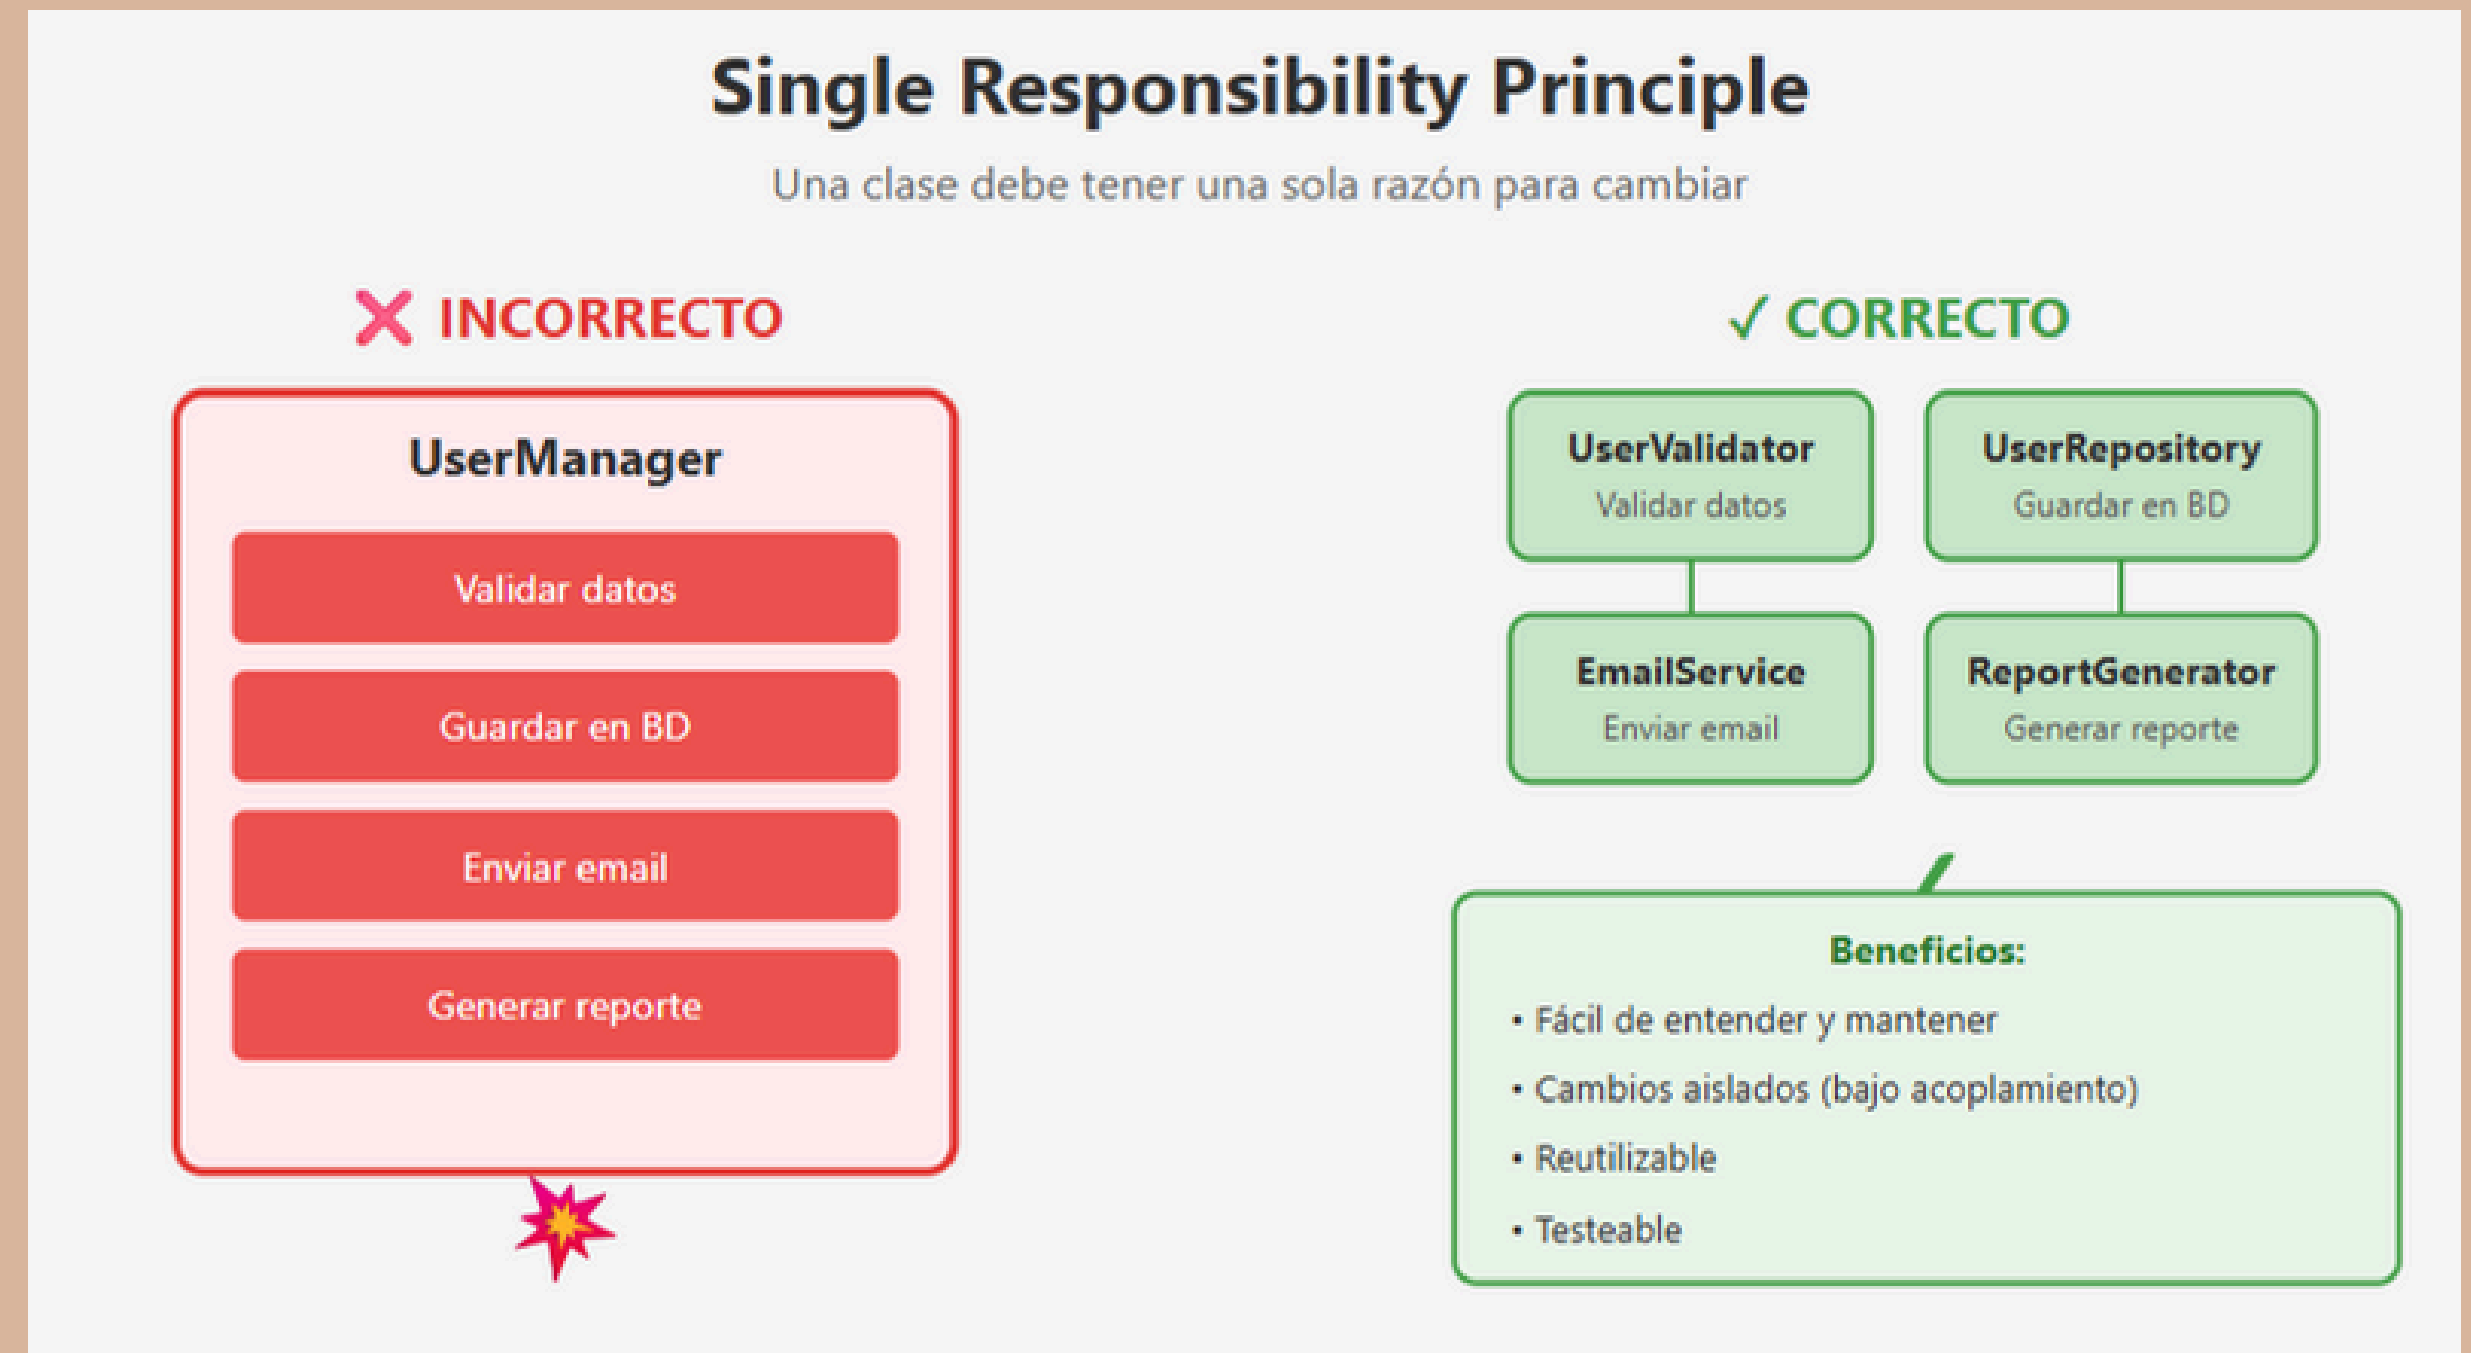 Single Responsibility Principle
Una clase debe tener una sola razón para cambiar
❌ INCORRECTO
UserManager
Validar datos
Guardar en BD
Enviar email
Generar reporte
✓ CORRECTO
UserValidator
Validar datos
UserRepository
Guardar en BD
EmailService
Enviar email
ReportGenerator
Generar reporte
Beneficios:
• Fácil de entender y mantener
• Cambios aislados (bajo acoplamiento)
• Reutilizable
• Testeable